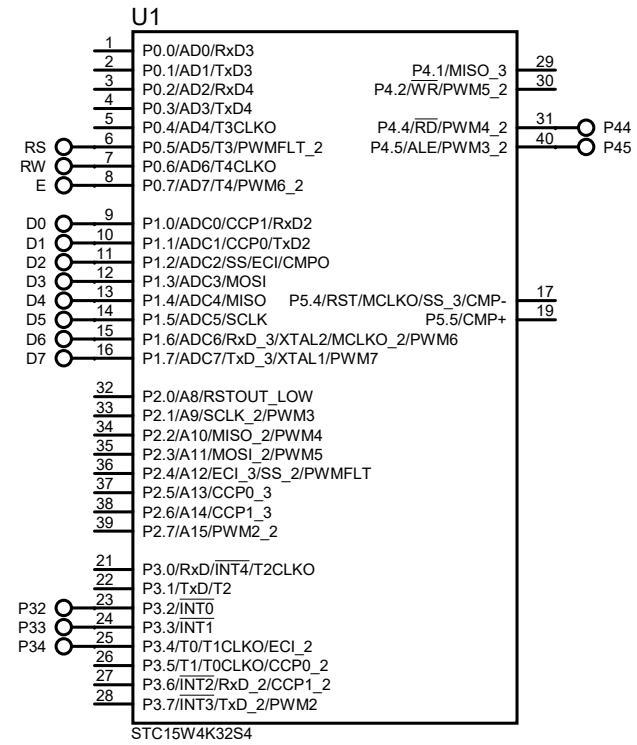 U1
1 P0.0/AD0/RxD3
2 P0.1/AD1/TxD3 P4.1/MISO_3 29
3 P0.2/AD2/RxD4 P4.2/WR/PWM5_2 30
4 P0.3/AD3/TxD4
5 P0.4/AD4/T3CLKO P4.4/RD/PWM4_2 31 P44
RS 6 P0.5/AD5/T3/PWMFLT_2 P4.5/ALE/PWM3_2 40 P45
RW 7 P0.6/AD6/T4CLKO
E 8 P0.7/AD7/T4/PWM6_2
D0 9 P1.0/ADC0/CCP1/RxD2
D1 10 P1.1/ADC1/CCP0/TxD2
D2 11 P1.2/ADC2/SS/ECI/CMPO
D3 12 P1.3/ADC3/MOSI
D4 13 P1.4/ADC4/MISO P5.4/RST/MCLKO/SS_3/CMP- 17
D5 14 P1.5/ADC5/SCLK P5.5/CMP+ 19
D6 15 P1.6/ADC6/RxD_3/XTAL2/MCLKO_2/PWM6
D7 16 P1.7/ADC7/TxD_3/XTAL1/PWM7
32 P2.0/A8/RSTOUT_LOW
33 P2.1/A9/SCLK_2/PWM3
34 P2.2/A10/MISO_2/PWM4
35 P2.3/A11/MOSI_2/PWM5
36 P2.4/A12/ECI_3/SS_2/PWMFLT
37 P2.5/A13/CCP0_3
38 P2.6/A14/CCP1_3
39 P2.7/A15/PWM2_2
21 P3.0/RxD/INT4/T2CLKO
22 P3.1/TxD/T2
P32 23 P3.2/INT0
P33 24 P3.3/INT1
P34 25 P3.4/T0/T1CLKO/ECI_2
26 P3.5/T1/T0CLKO/CCP0_2
27 P3.6/INT2/RxD_2/CCP1_2
28 P3.7/INT3/TxD_2/PWM2
STC15W4K32S4